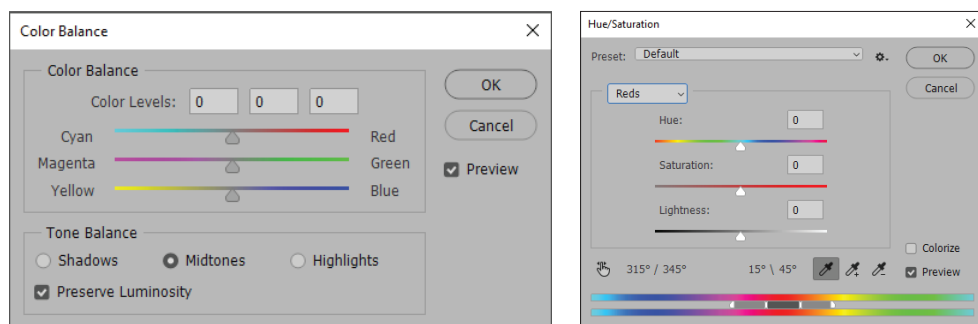 Color Balance
Color Balance
Color Levels: 0 0 0
Cyan Red
Magenta Green
Yellow Blue
OK
Cancel
Preview
Tone Balance
Shadows Midtones Highlights
Preserve Luminosity
Hue/Saturation
Preset: Default
OK
Cancel
Reds
Hue: 0
Saturation: 0
Lightness: 0
Colorize
Preview
315° / 345° 15° \ 45°